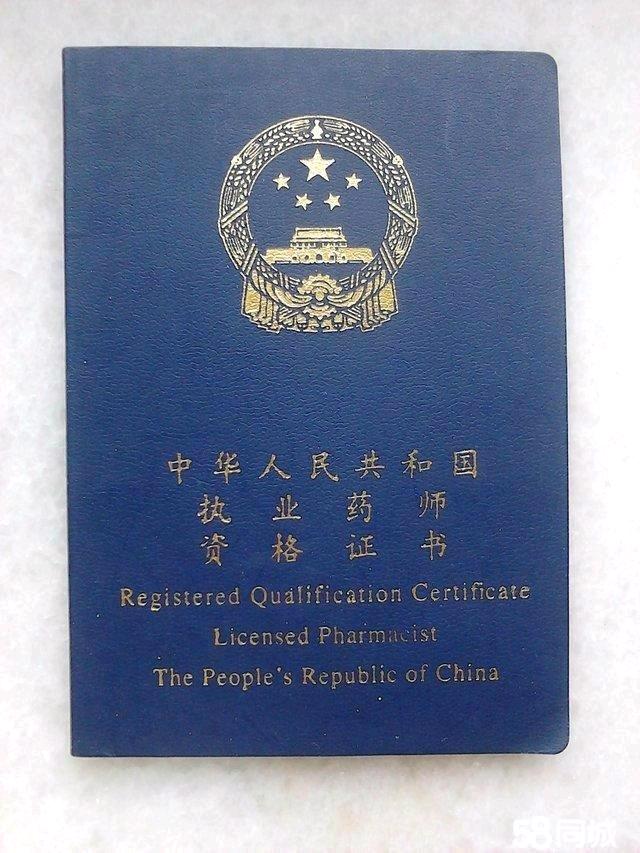 中华人民共和国
执业药师
资格证书
Registered Qualification Certificate
Licensed Pharmacist
The People's Republic of China
58同城